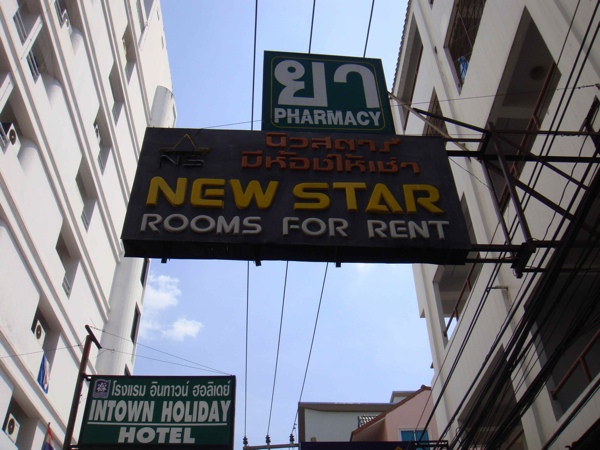 ยา
PHARMACY
NS
นิวสตาร์
มีห้องให้เช่า
NEW STAR
ROOMS FOR RENT
โรงแรม อินทาวน์ ฮอลิเดย์
INTOWN HOLIDAY
HOTEL